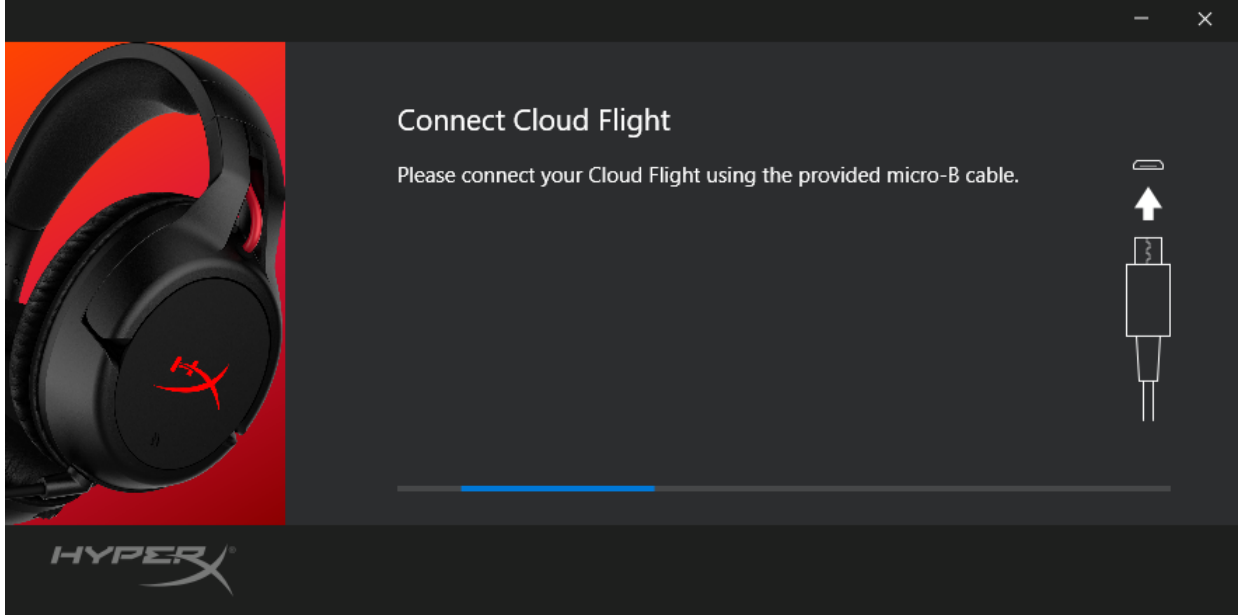 Connect Cloud Flight
Please connect your Cloud Flight using the provided micro-B cable.
HYPERX®